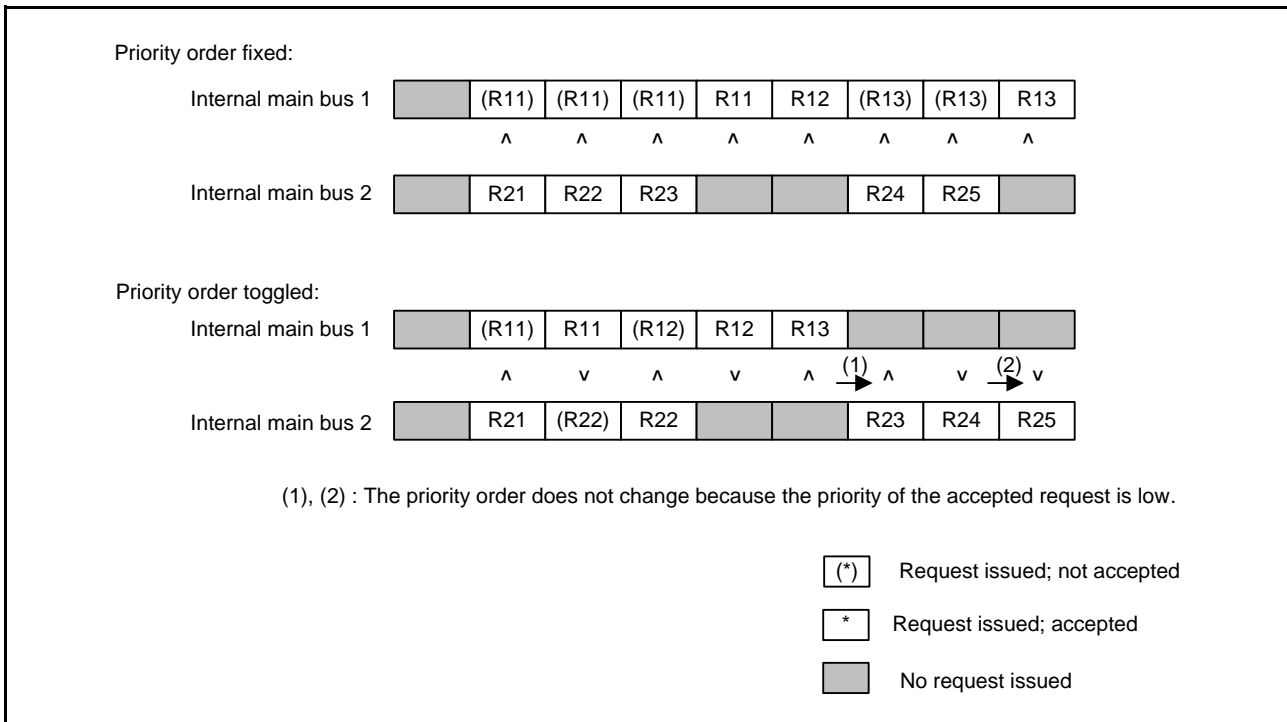 Priority order fixed:
Internal main bus 1 (R11) (R11) (R11) R11 R12 (R13) (R13) R13
^ ^ ^ ^ ^ ^ ^ ^
Internal main bus 2 R21 R22 R23 R24 R25
Priority order toggled:
Internal main bus 1 (R11) R11 (R12) R12 R13
^ v ^ v ^ (1) ^ v (2) v
Internal main bus 2 R21 (R22) R22 R23 R24 R25
(1), (2) : The priority order does not change because the priority of the accepted request is low.
(*) Request issued; not accepted
* Request issued; accepted
No request issued